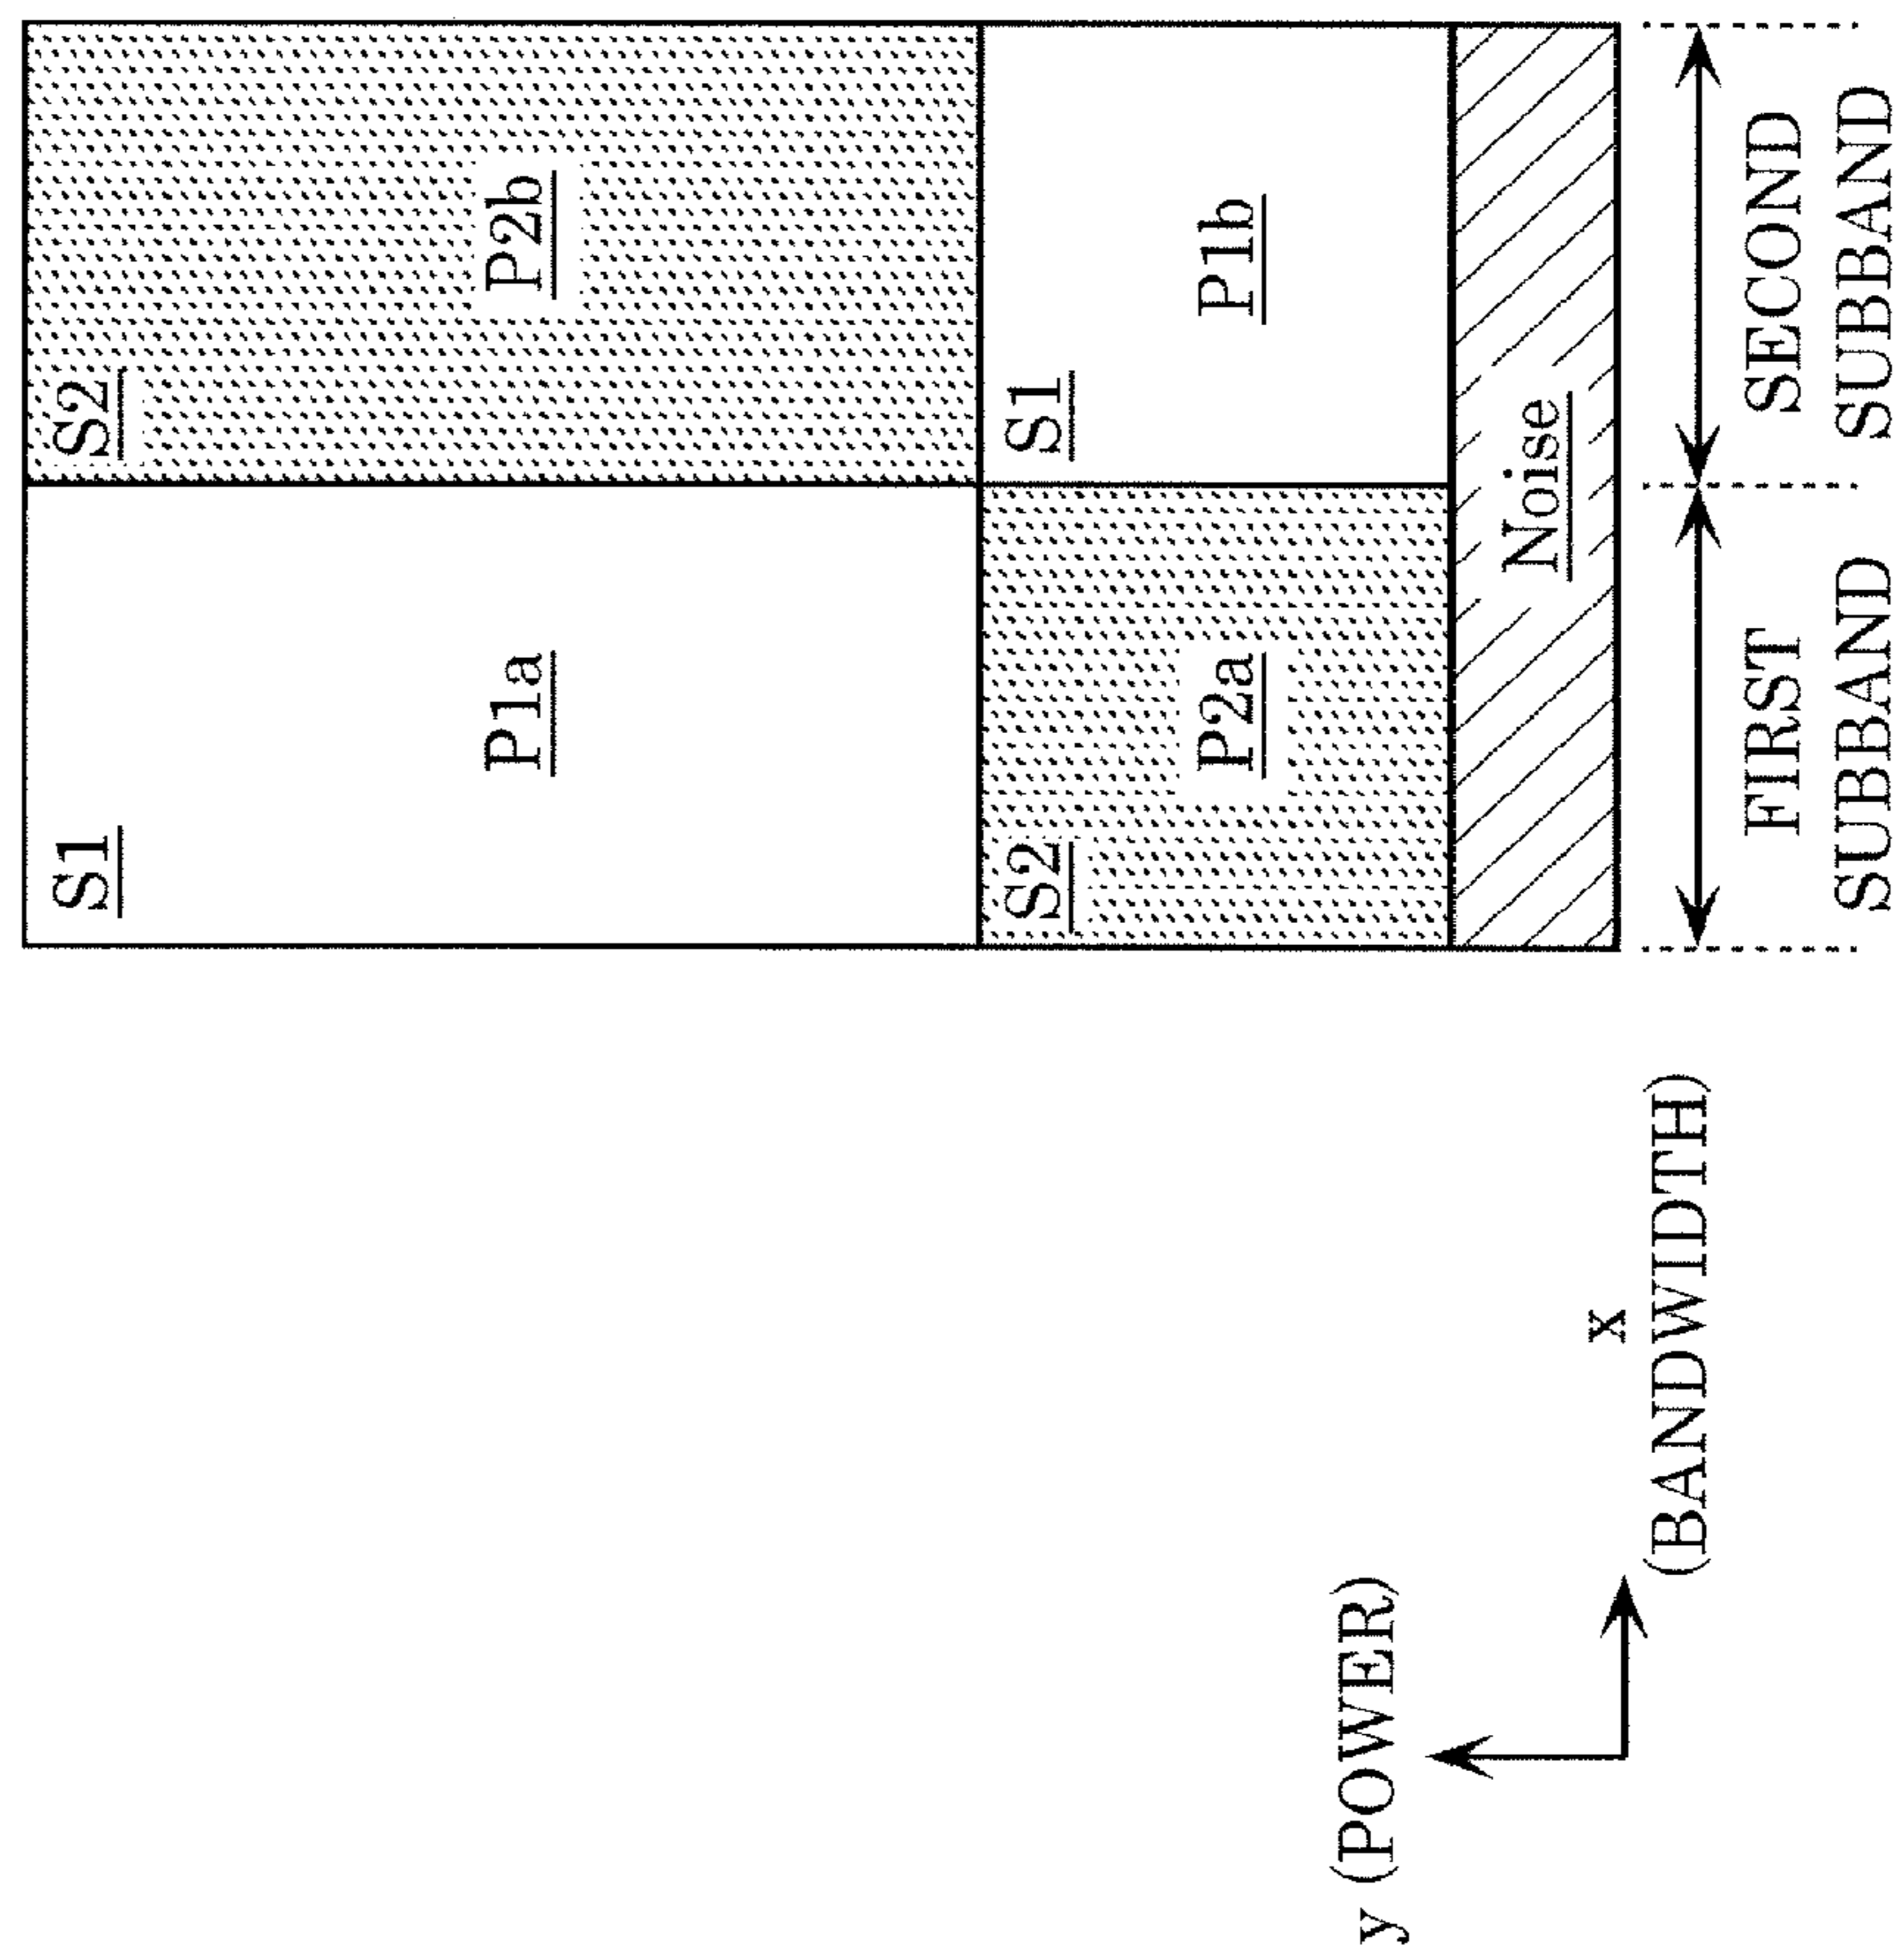 S1
S2
P1a
P2b
S2
S1
P2a
P1b
y (POWER)
Noise
x
(BANDWIDTH)
FIRST
SUBBAND
SECOND
SUBBAND